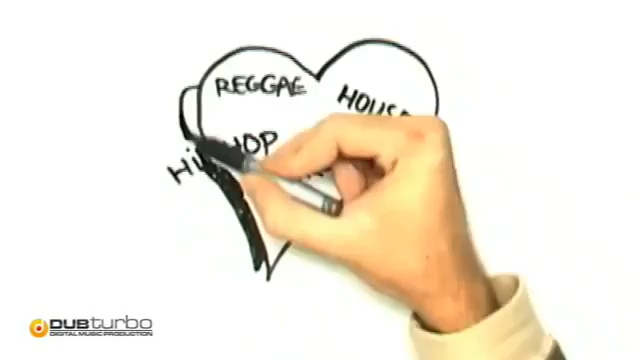 REGGAE
HOUSE
HIP HOP
DUBturbo
DIGITAL MUSIC PRODUCTION